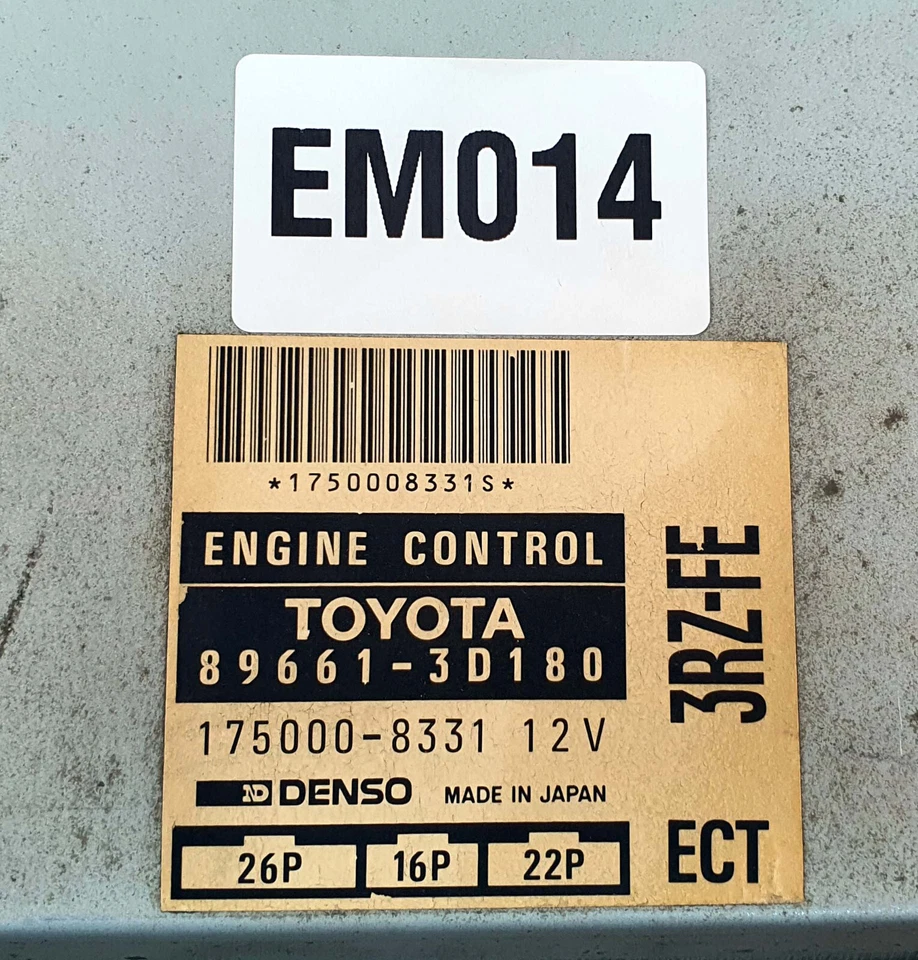 EM014
*1750008331S*
ENGINE CONTROL
TOYOTA
89661-3D180
175000-8331 12V
ND DENSO MADE IN JAPAN
26P 16P 22P
3RZ-FE
ECT